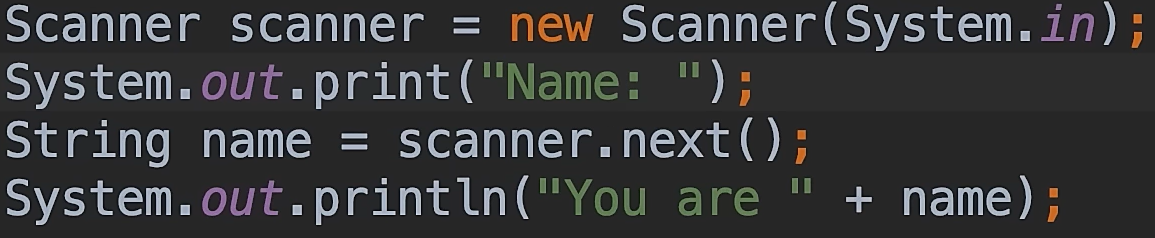 Scanner scanner = new Scanner(System.in);
System.out.print("Name: ");
String name = scanner.next();
System.out.println("You are " + name);